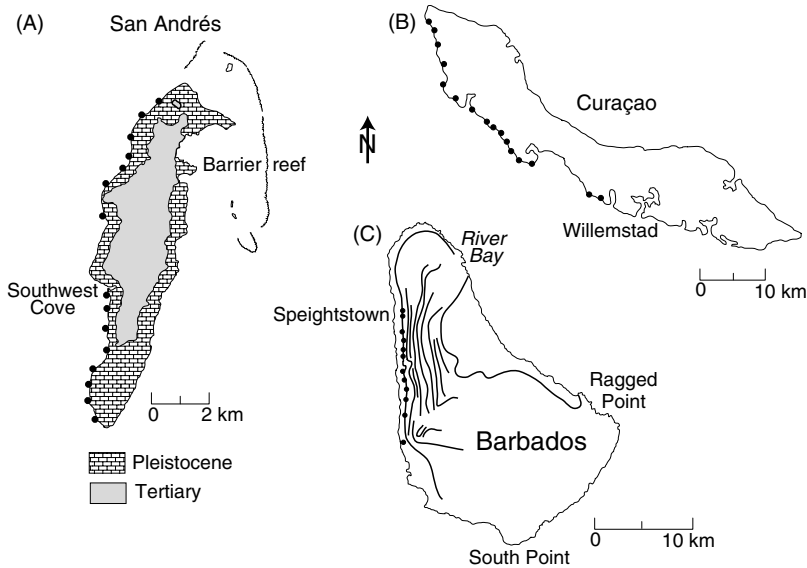 (A)
San Andrés
Barrier reef
Southwest
Cove
0 2 km
Pleistocene
Tertiary
N
(B)
Curaçao
Willemstad
0 10 km
(C)
River
Bay
Speightstown
Ragged
Point
Barbados
South Point
0 10 km